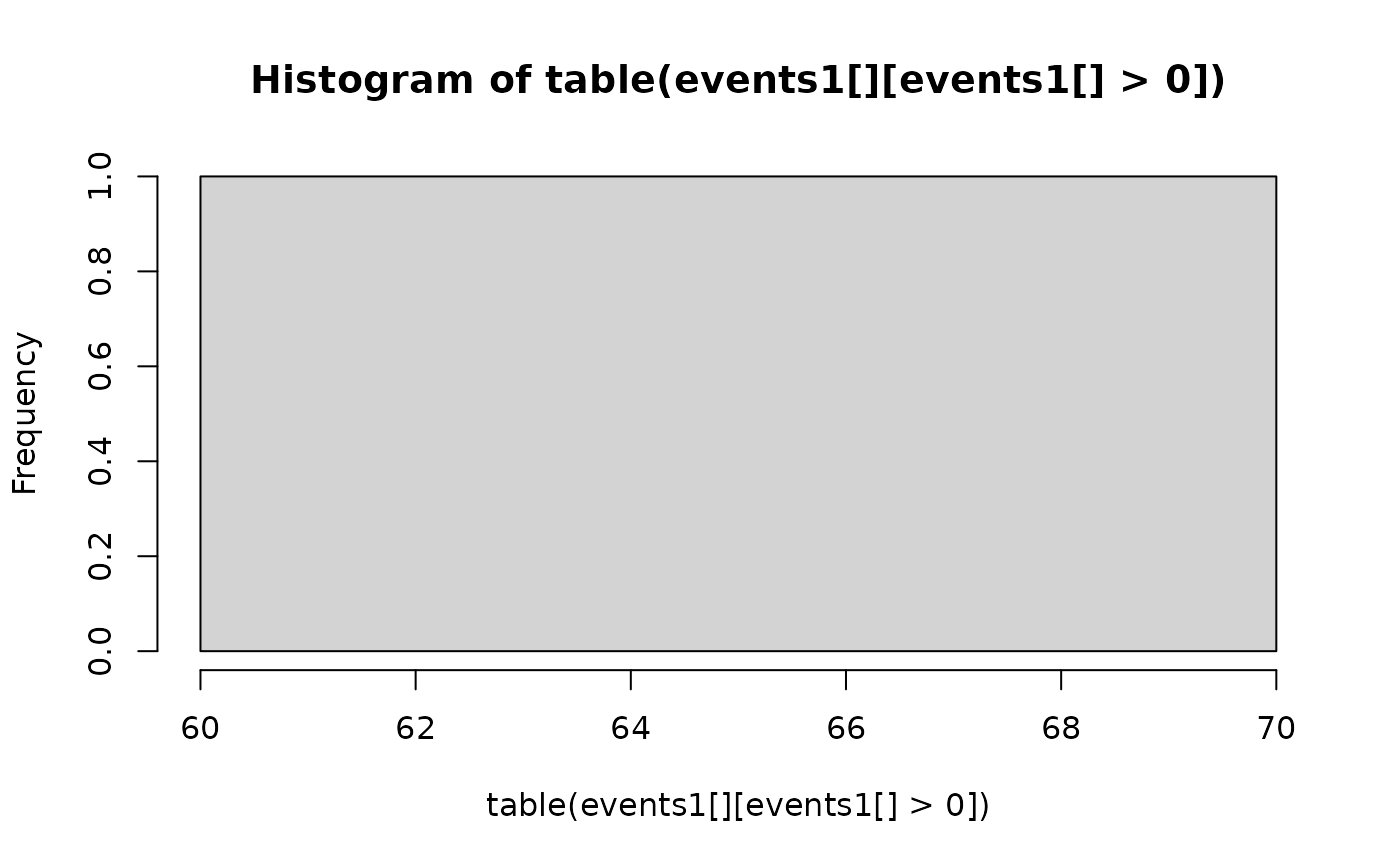 Histogram of table(events1[][events1[] > 0])
Frequency
1.0
0.8
0.6
0.4
0.2
0.0
60 62 64 66 68 70
table(events1[][events1[] > 0])